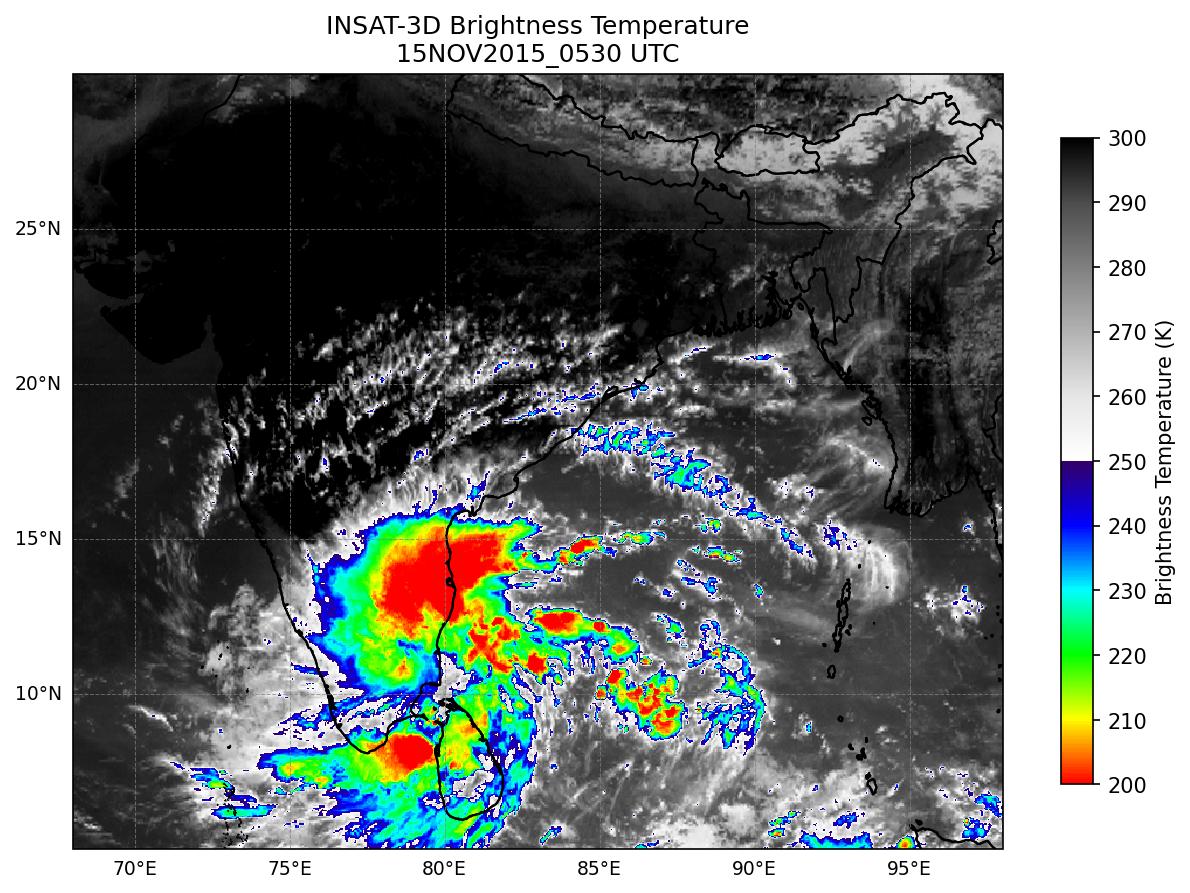 INSAT-3D Brightness Temperature
15NOV2015_0530 UTC
25°N
20°N
15°N
10°N
70°E
75°E
80°E
85°E
90°E
95°E
300
290
280
270
260
250
240
230
220
210
200
Brightness Temperature (K)